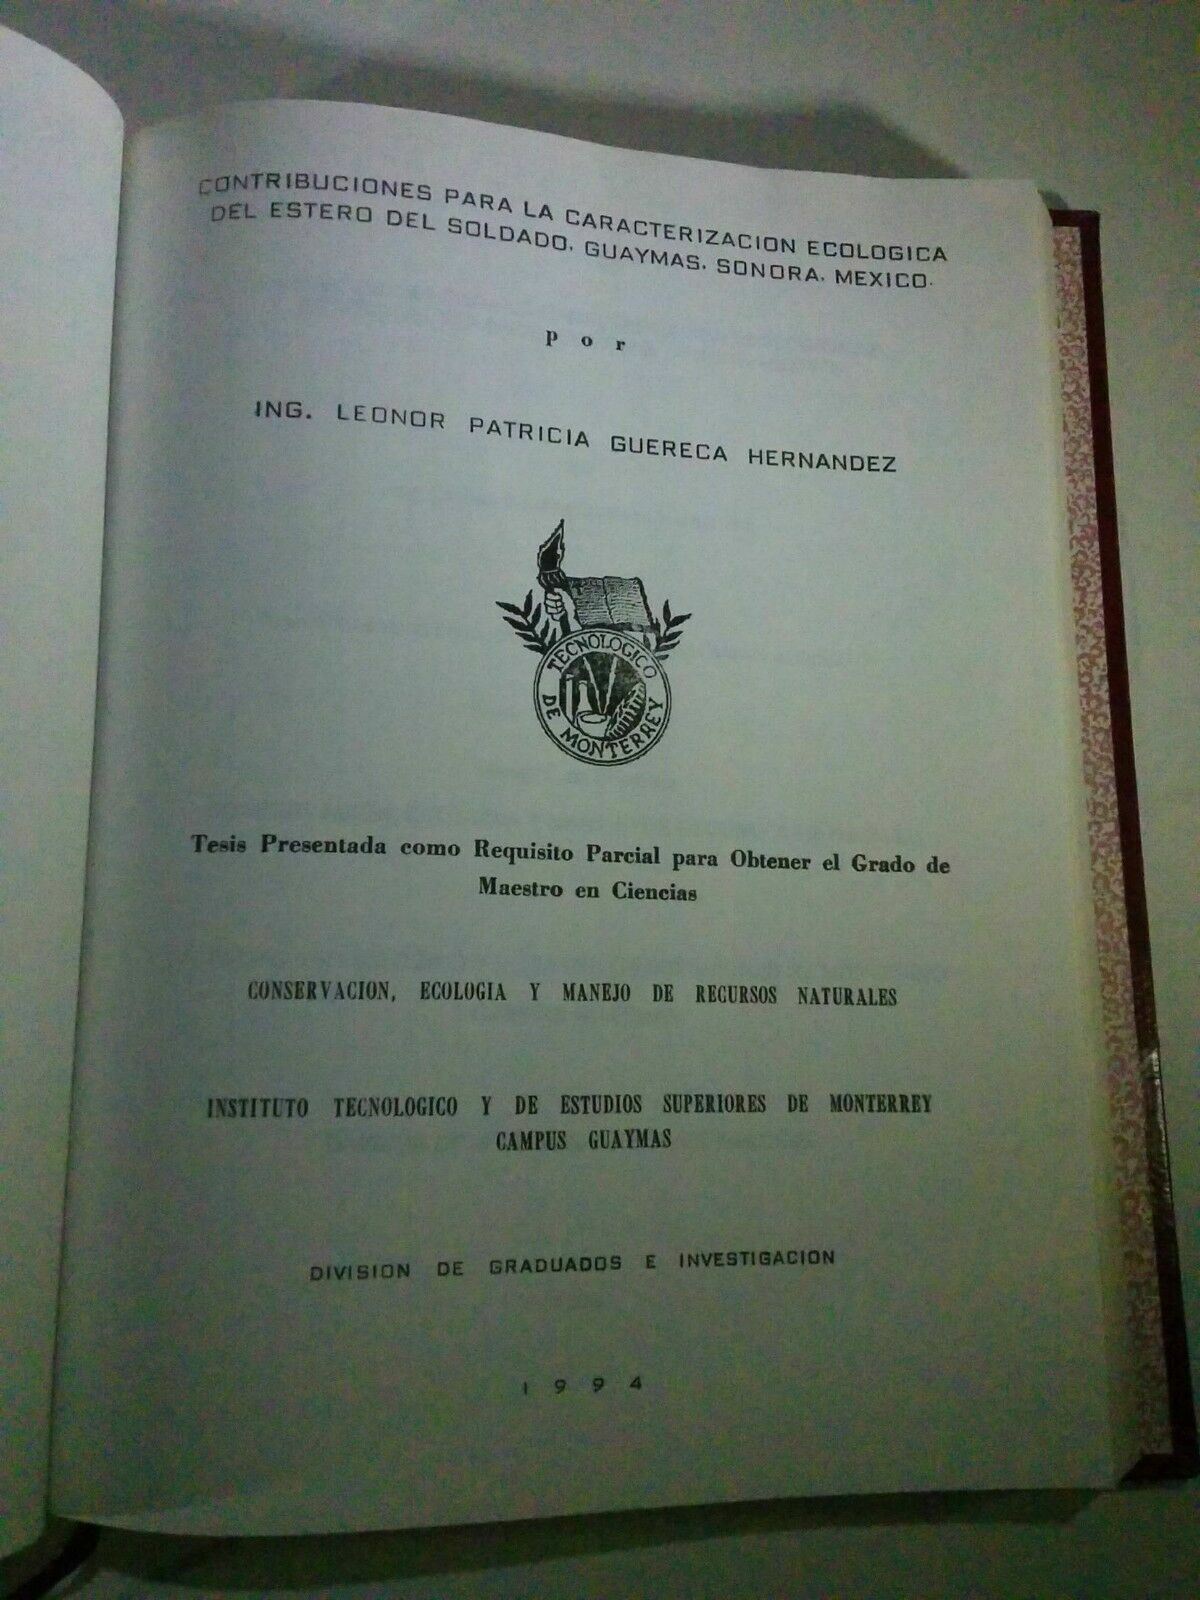 CONTRIBUCIONES PARA LA CARACTERIZACION ECOLOGICA
DEL ESTERO DEL SOLDADO, GUAYMAS, SONORA, MEXICO.
por
ING. LEONOR PATRICIA GUERECA HERNANDEZ
TECNOLOGICO
DE MONTERREY
Tesis Presentada como Requisito Parcial para Obtener el Grado de
Maestro en Ciencias
CONSERVACION, ECOLOGIA Y MANEJO DE RECURSOS NATURALES
INSTITUTO TECNOLOGICO Y DE ESTUDIOS SUPERIORES DE MONTERREY
CAMPUS GUAYMAS
DIVISION DE GRADUADOS E INVESTIGACION
1994